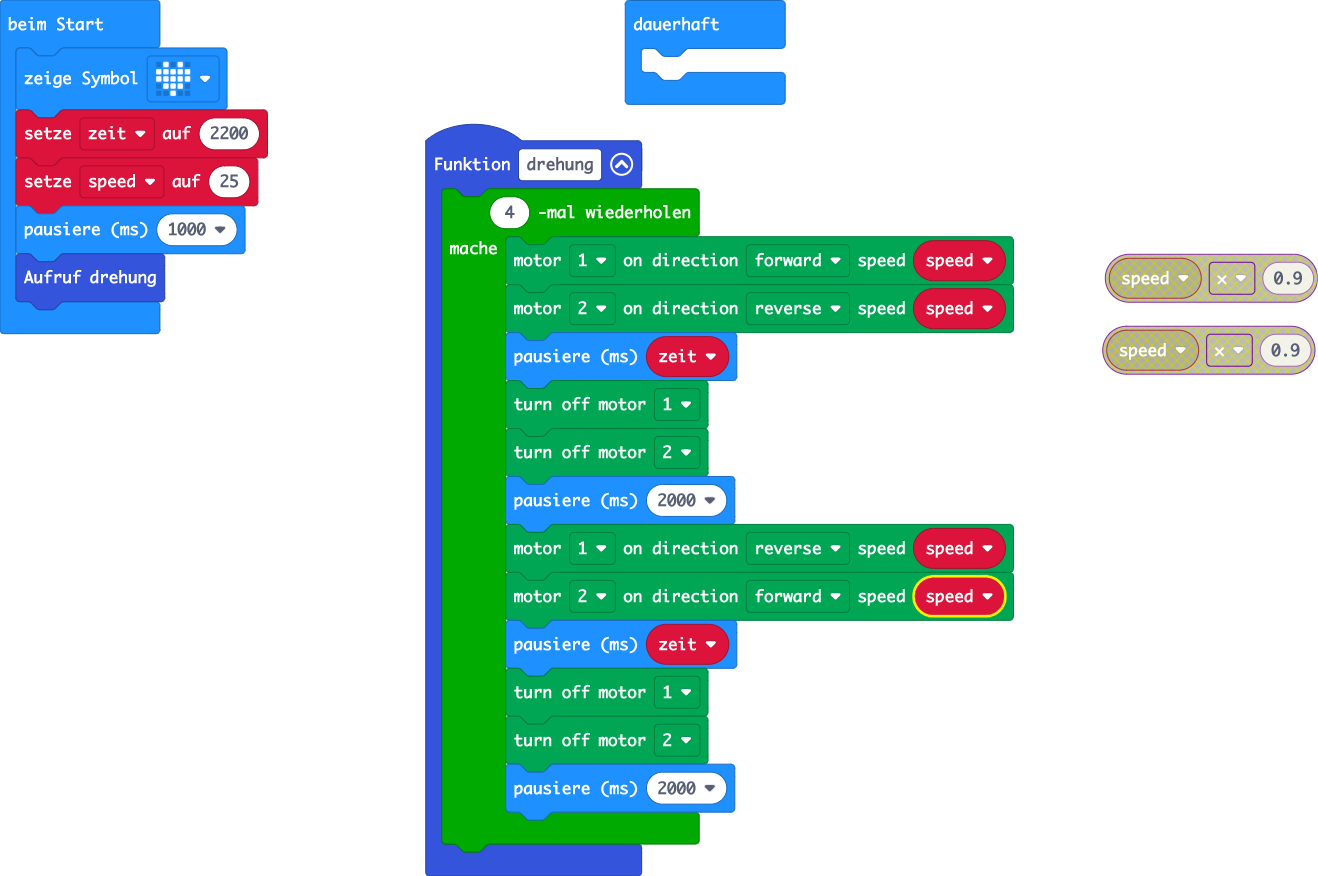 beim Start
zeige Symbol
setze zeit auf 2200
setze speed auf 25
pausiere (ms) 1000
Aufruf drehung
dauerhaft
Funktion drehung
4 -mal wiederholen
mache
motor 1 on direction forward speed speed
motor 2 on direction reverse speed speed
pausiere (ms) zeit
turn off motor 1
turn off motor 2
pausiere (ms) 2000
motor 1 on direction reverse speed speed
motor 2 on direction forward speed speed
pausiere (ms) zeit
turn off motor 1
turn off motor 2
pausiere (ms) 2000
speed × 0.9
speed × 0.9